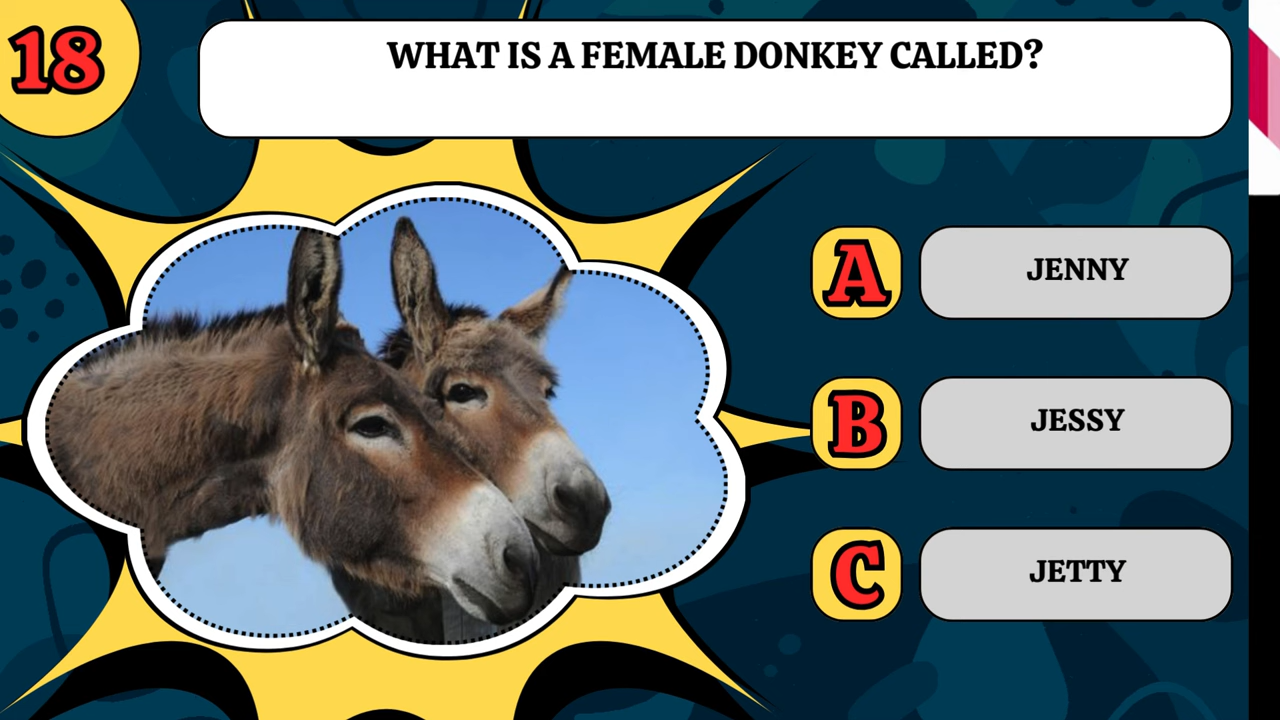 18
WHAT IS A FEMALE DONKEY CALLED?
A
JENNY
B
JESSY
C
JETTY